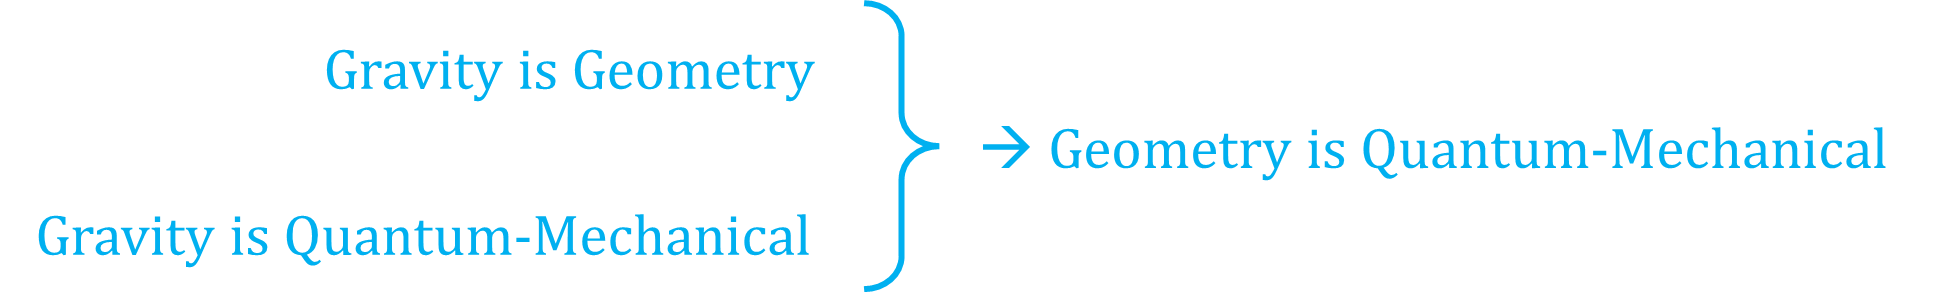 Gravity is Geometry
Gravity is Quantum-Mechanical
→ Geometry is Quantum-Mechanical